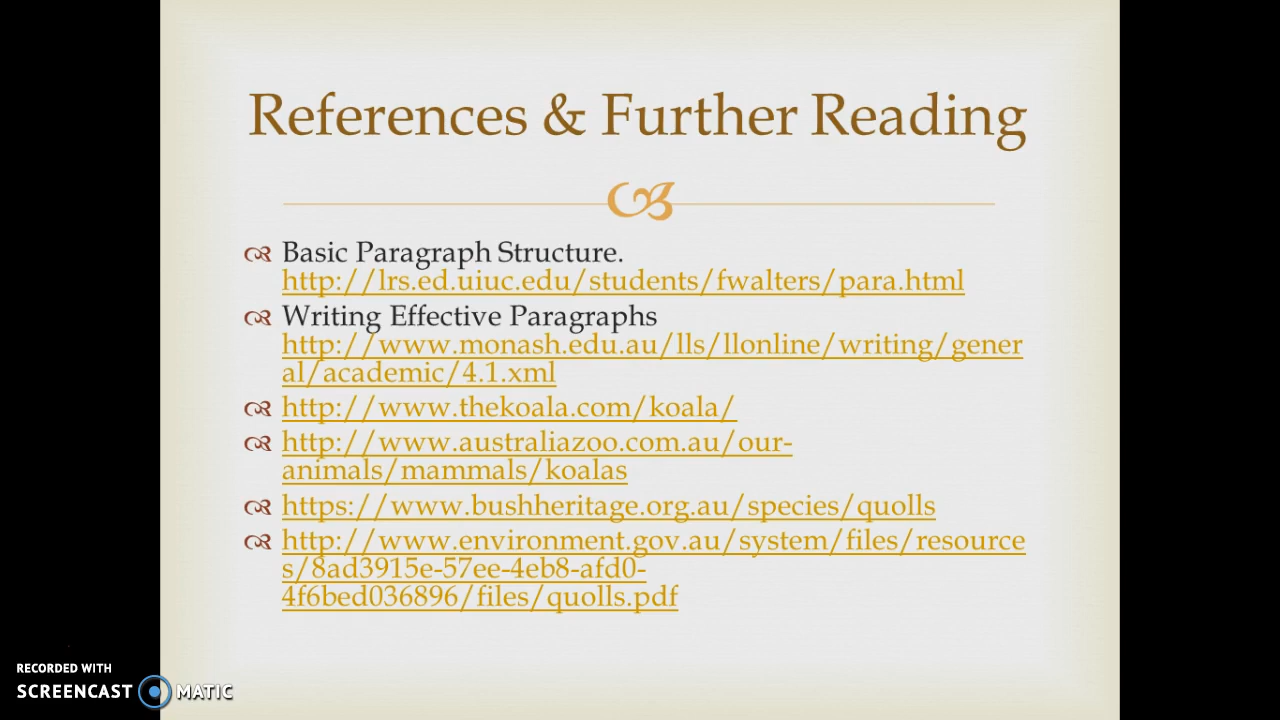 References & Further Reading
Basic Paragraph Structure.
http://lrs.ed.uiuc.edu/students/fwalters/para.html
Writing Effective Paragraphs
http://www.monash.edu.au/lls/llonline/writing/gener
al/academic/4.1.xml
http://www.thekoala.com/koala/
http://www.australiazoo.com.au/our-
animals/mammals/koalas
https://www.bushheritage.org.au/species/quolls
http://www.environment.gov.au/system/files/resource
s/8ad3915e-57ee-4eb8-afd0-
4f6bed036896/files/quolls.pdf
RECORDED WITH
SCREENCAST MATIC